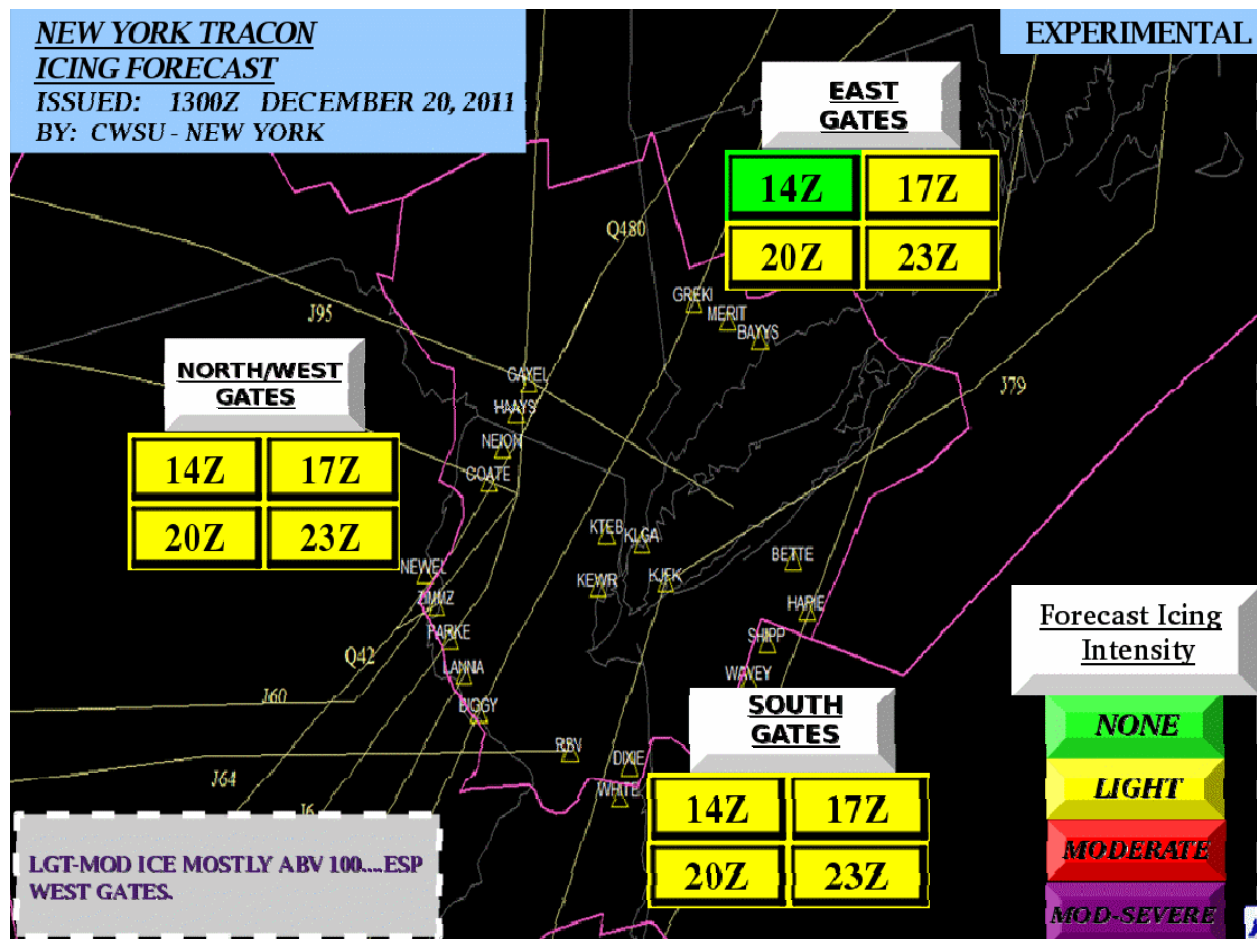 NEW YORK TRACON
ICING FORECAST
ISSUED: 1300Z DECEMBER 20, 2011
BY: CWSU - NEW YORK
EXPERIMENTAL
EAST
GATES
14Z 17Z
20Z 23Z
Q480
GREKI
MERIT
BAYYS
J95
J79
NORTH/WEST
GATES
14Z 17Z
20Z 23Z
GAYEL
HAAYS
NEION
COATE
KTEB
KLGA
KEWR
KJFK
BETTE
HAPIE
SHIPP
WAVEY
NEWEL
ZIMMZ
PARKE
LANNA
BIGGY
Q42
J60
J64
J6
RBV
DIXIE
WHITE
SOUTH
GATES
14Z 17Z
20Z 23Z
Forecast Icing
Intensity
NONE
LIGHT
MODERATE
MOD-SEVERE
LGT-MOD ICE MOSTLY ABV 100....ESP
WEST GATES.